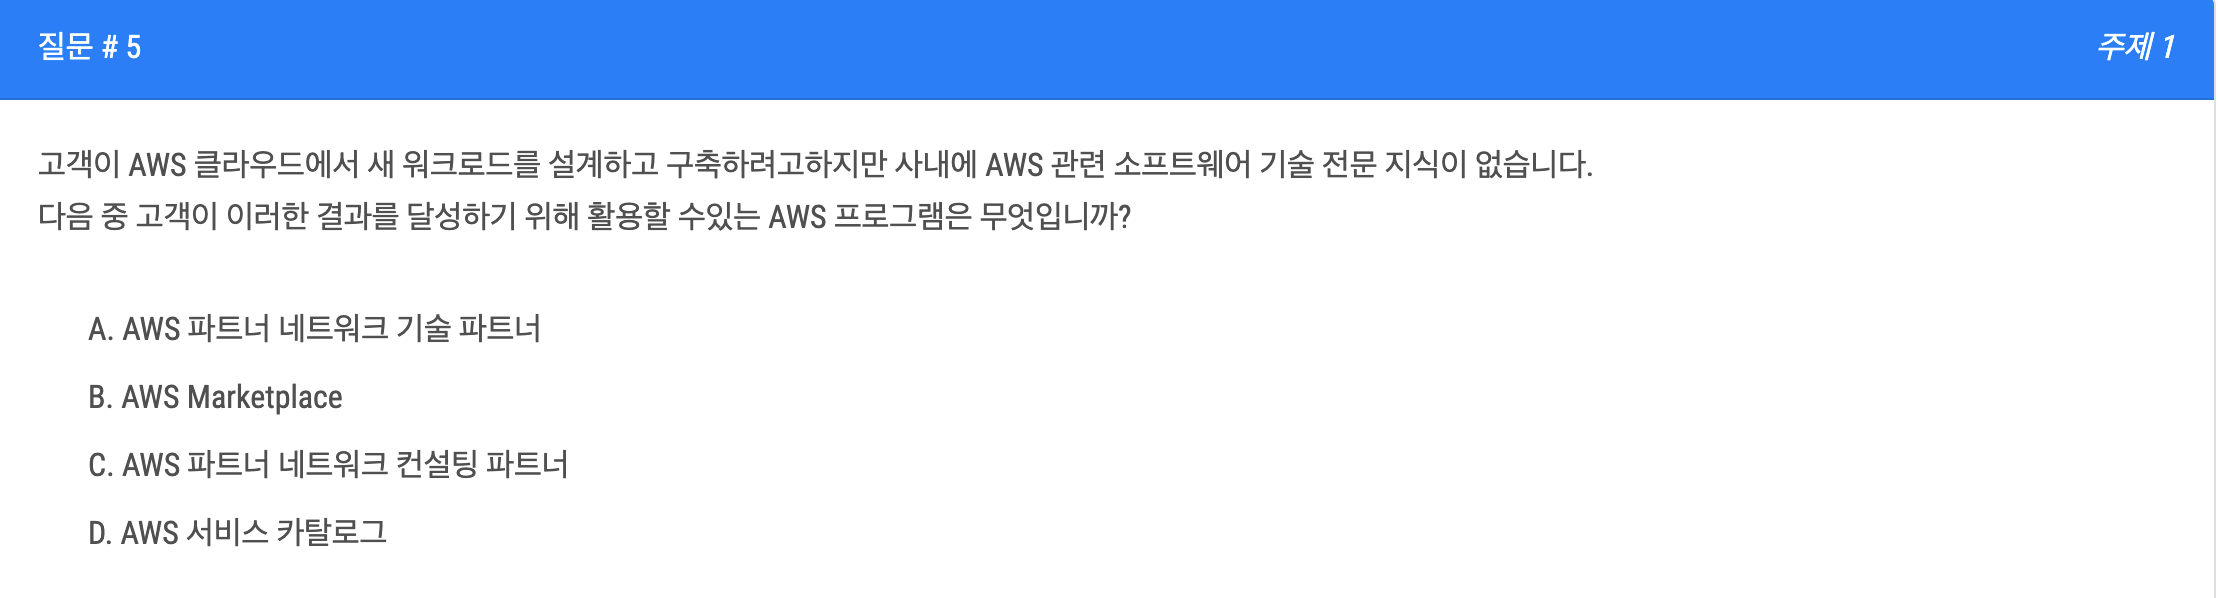 질문 # 5
주제 1
고객이 AWS 클라우드에서 새 워크로드를 설계하고 구축하려고하지만 사내에 AWS 관련 소프트웨어 기술 전문 지식이 없습니다.
다음 중 고객이 이러한 결과를 달성하기 위해 활용할 수있는 AWS 프로그램은 무엇입니까?
A. AWS 파트너 네트워크 기술 파트너
B. AWS Marketplace
C. AWS 파트너 네트워크 컨설팅 파트너
D. AWS 서비스 카탈로그